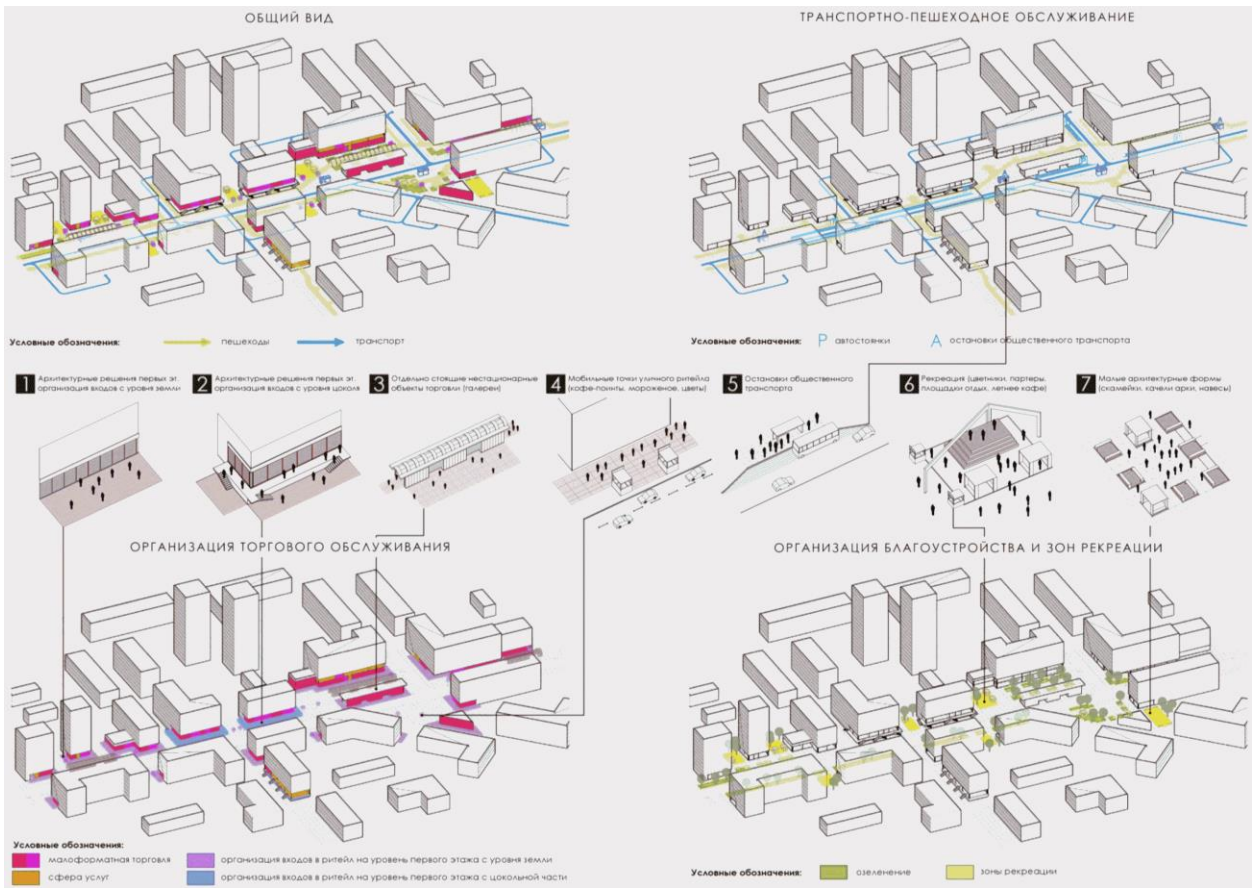 ОБЩИЙ ВИД
ТРАНСПОРТНО-ПЕШЕХОДНОЕ ОБСЛУЖИВАНИЕ
Условные обозначения:
пешеходы
транспорт
Условные обозначения:
P автостоянки
A остановки общественного транспорта
1 Архитектурные решения первых эт.
организация входов с уровня земли
2 Архитектурные решения первых эт.
организация входов с уровня цоколя
3 Отдельно стоящие нестационарные
объекты торговли (галереи)
4 Мобильные точки уличного ритейла
(кофе-поинты, мороженое, цветы)
5 Остановки общественного
транспорта
6 Рекреация (цветники, партеры,
площадки отдых, летнее кафе)
7 Малые архитектурные формы
(скамейки, качели арки, навесы)
ОРГАНИЗАЦИЯ ТОРГОВОГО ОБСЛУЖИВАНИЯ
ОРГАНИЗАЦИЯ БЛАГОУСТРОЙСТВА И ЗОН РЕКРЕАЦИИ
Условные обозначения:
малоформатная торговля
сфера услуг
организация входов в ритейл на уровень первого этажа с уровня земли
организация входов в ритейл на уровень первого этажа с цокольной части
Условные обозначения:
озеленение
зоны рекреации